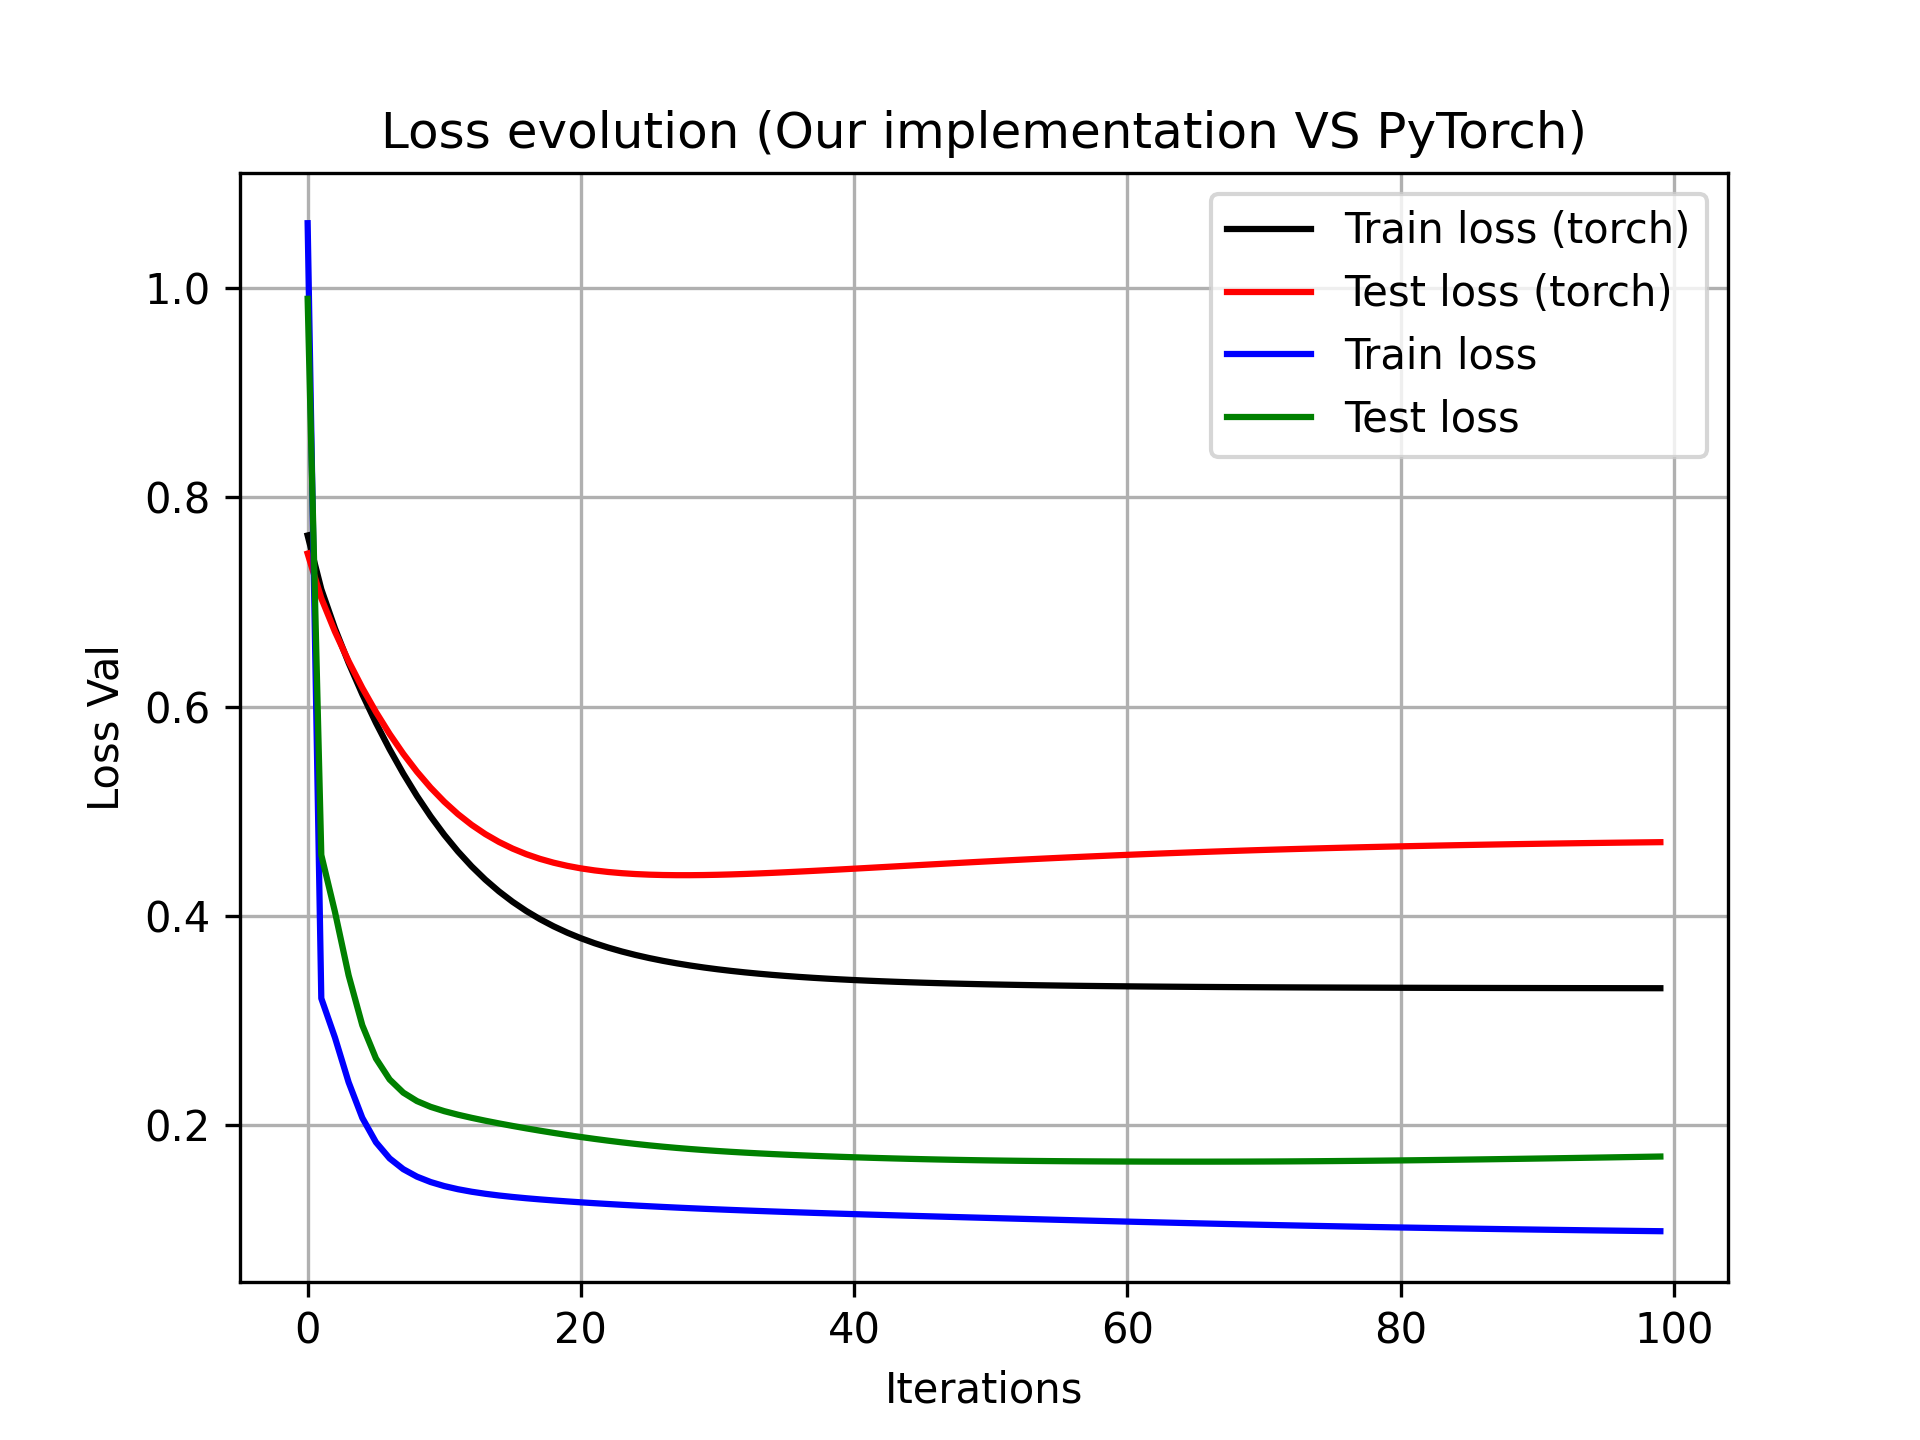 Loss evolution (Our implementation VS PyTorch)
Train loss (torch)
Test loss (torch)
Train loss
Test loss
Loss Val
1.0
0.8
0.6
0.4
0.2
0 20 40 60 80 100
Iterations